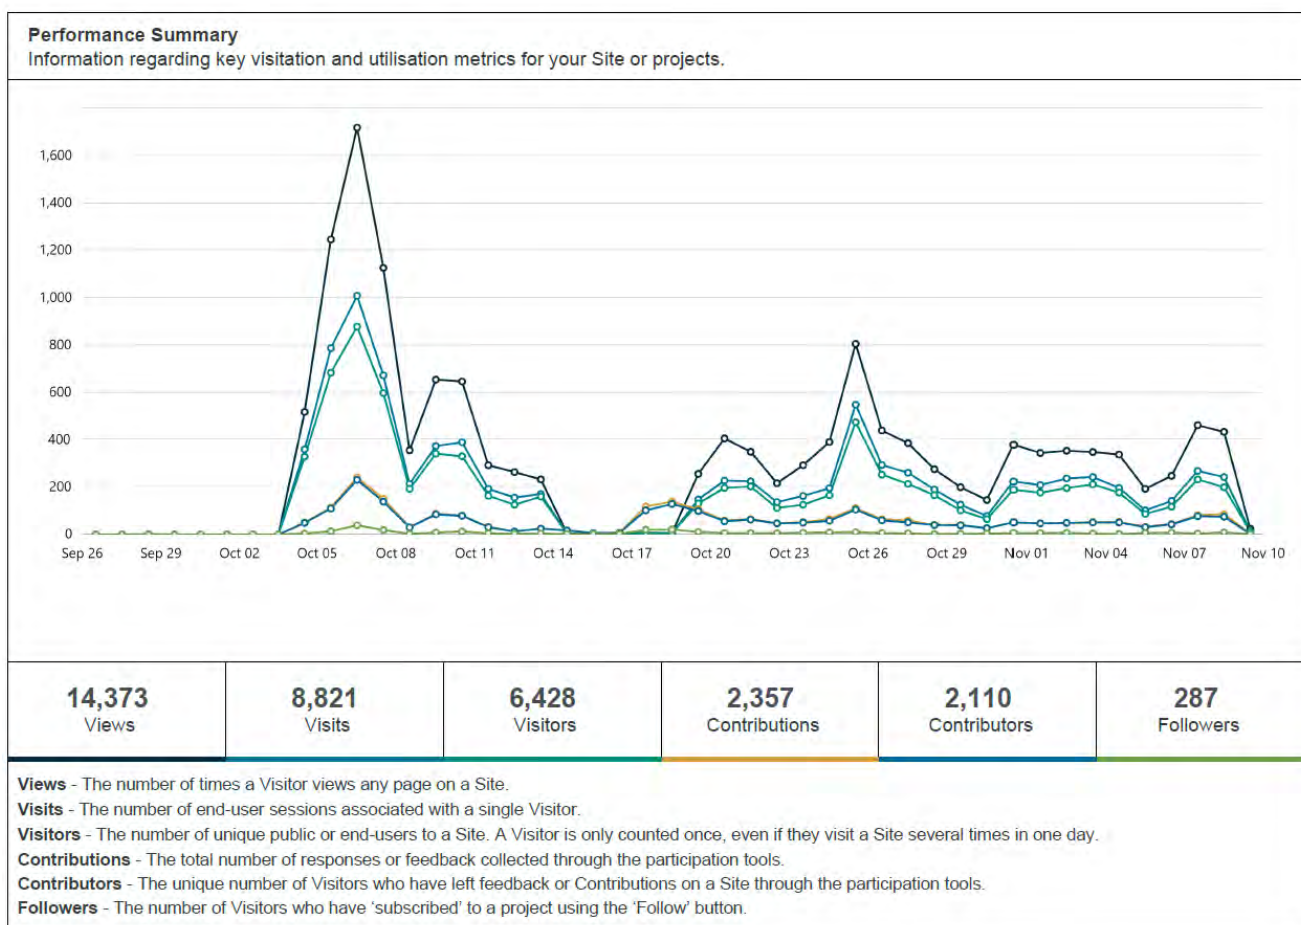 Performance Summary
Information regarding key visitation and utilisation metrics for your Site or projects.
1,600
1,400
1,200
1,000
800
600
400
200
0
Sep 26 Sep 29 Oct 02 Oct 05 Oct 08 Oct 11 Oct 14 Oct 17 Oct 20 Oct 23 Oct 26 Oct 29 Nov 01 Nov 04 Nov 07 Nov 10
14,373 8,821 6,428 2,357 2,110 287
Views Visits Visitors Contributions Contributors Followers
Views - The number of times a Visitor views any page on a Site.
Visits - The number of end-user sessions associated with a single Visitor.
Visitors - The number of unique public or end-users to a Site. A Visitor is only counted once, even if they visit a Site several times in one day.
Contributions - The total number of responses or feedback collected through the participation tools.
Contributors - The unique number of Visitors who have left feedback or Contributions on a Site through the participation tools.
Followers - The number of Visitors who have ‘subscribed’ to a project using the ‘Follow’ button.